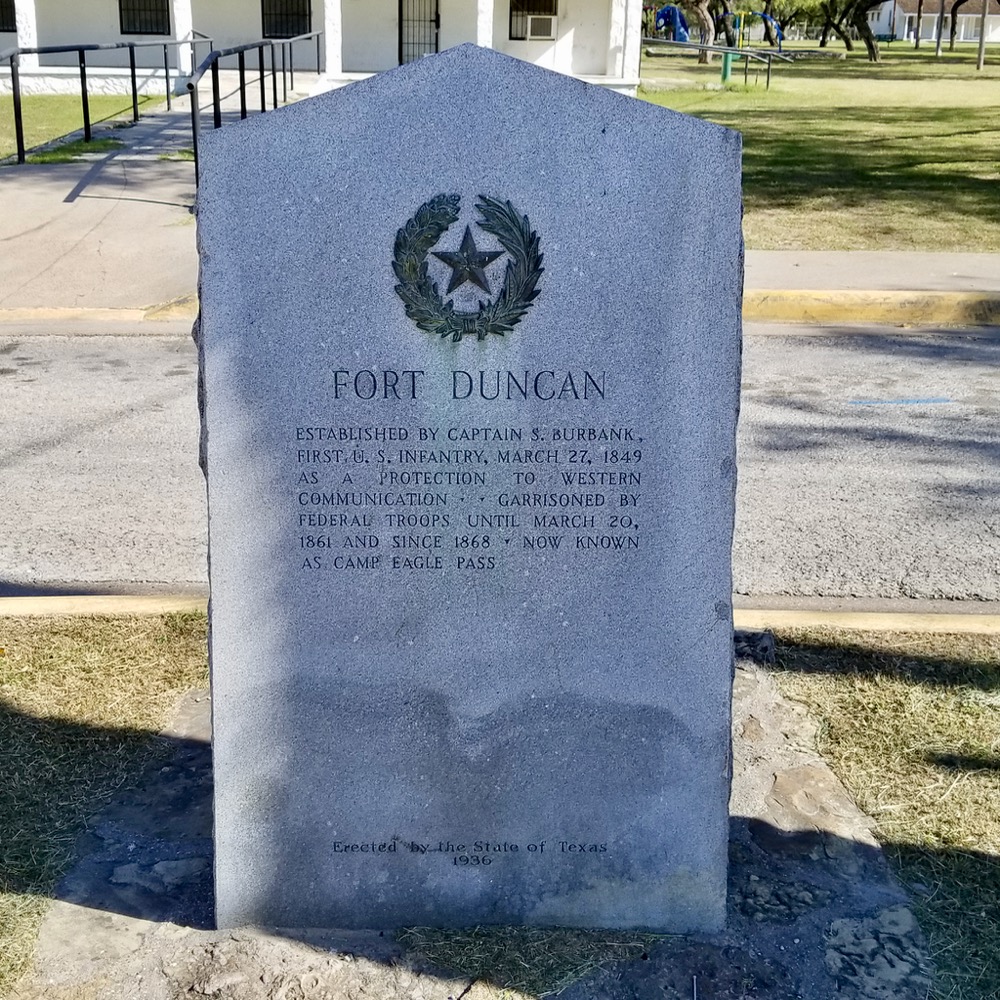 FORT DUNCAN
ESTABLISHED BY CAPTAIN S. BURBANK,
FIRST U. S. INFANTRY, MARCH 27, 1849
AS A PROTECTION TO WESTERN
COMMUNICATION • • GARRISONED BY
FEDERAL TROOPS UNTIL MARCH 20,
1861 AND SINCE 1868 • NOW KNOWN
AS CAMP EAGLE PASS
Erected by the State of Texas
1936